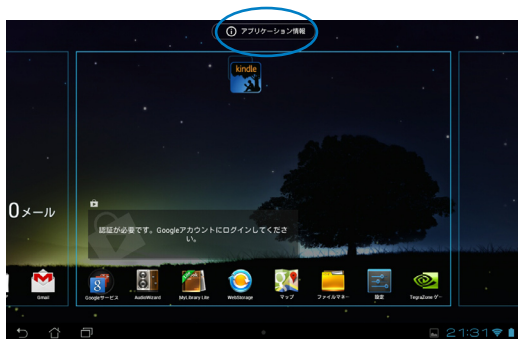 アプリケーション情報
kindle
0メール
認証が必要です。Googleアカウントにログインしてくださ
い。
Gmail
Googleサービス
AudioWizard
MyLibrary Lite
WebStorage
マップ
ファイルマネー
設定
TegraZone ゲー
21:31